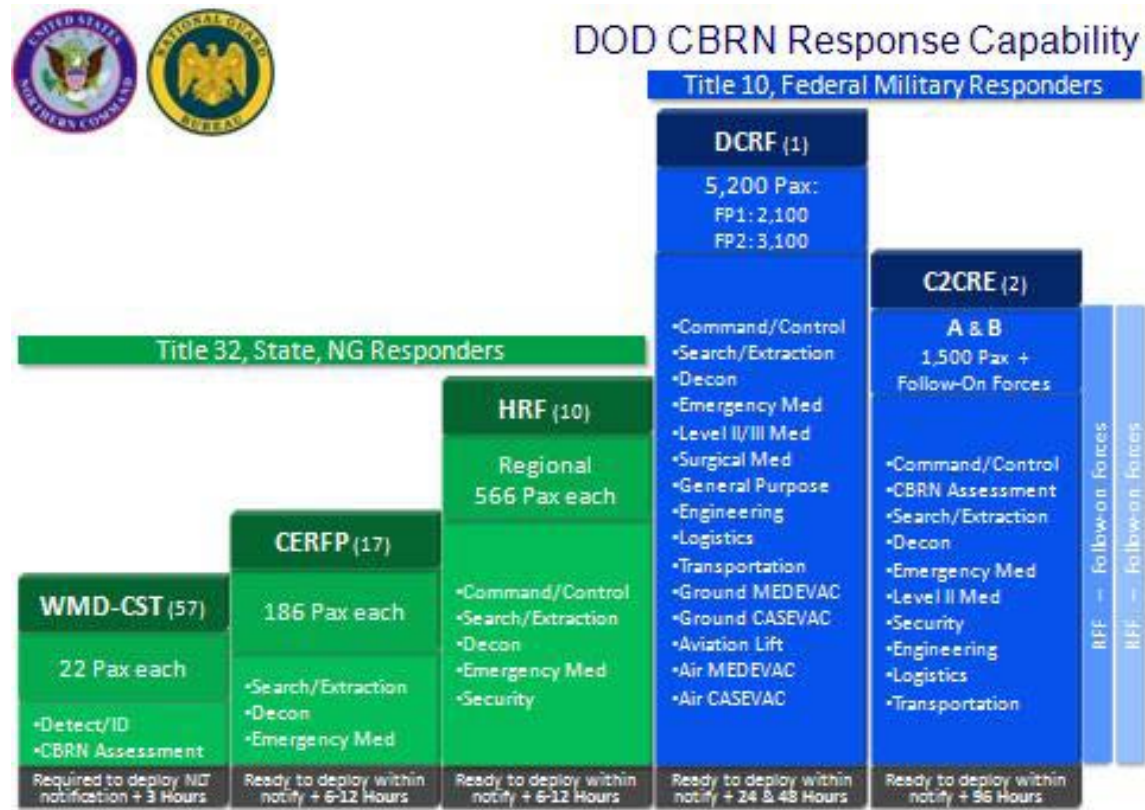 UNITED STATES
NORTHERN COMMAND
NATIONAL GUARD
BUREAU
DOD CBRN Response Capability
Title 10, Federal Military Responders
DCRF (1)
5,200 Pax:
FP1: 2,100
FP2: 3,100
•Command/Control
•Search/Extraction
•Decon
•Emergency Med
•Level II/III Med
•Surgical Med
•General Purpose
•Engineering
•Logistics
•Transportation
•Ground MEDEVAC
•Ground CASEVAC
•Aviation Lift
•Air MEDEVAC
•Air CASEVAC
Ready to deploy within
notify + 24 & 48 Hours
C2CRE (2)
A & B
1,500 Pax +
Follow-On Forces
•Command/Control
•CBRN Assessment
•Search/Extraction
•Decon
•Emergency Med
•Level II Med
•Security
•Engineering
•Logistics
•Transportation
Ready to deploy within
notify + 96 Hours
RFF – Follow-on Forces
RFF – Follow-on Forces
Title 32, State, NG Responders
WMD-CST (57)
22 Pax each
•Detect/ID
•CBRN Assessment
Required to deploy NLT
notification + 3 Hours
CERFP (17)
186 Pax each
•Search/Extraction
•Decon
•Emergency Med
Ready to deploy within
notify + 6-12 Hours
HRF (10)
Regional
566 Pax each
•Command/Control
•Search/Extraction
•Decon
•Emergency Med
•Security
Ready to deploy within
notify + 6-12 Hours